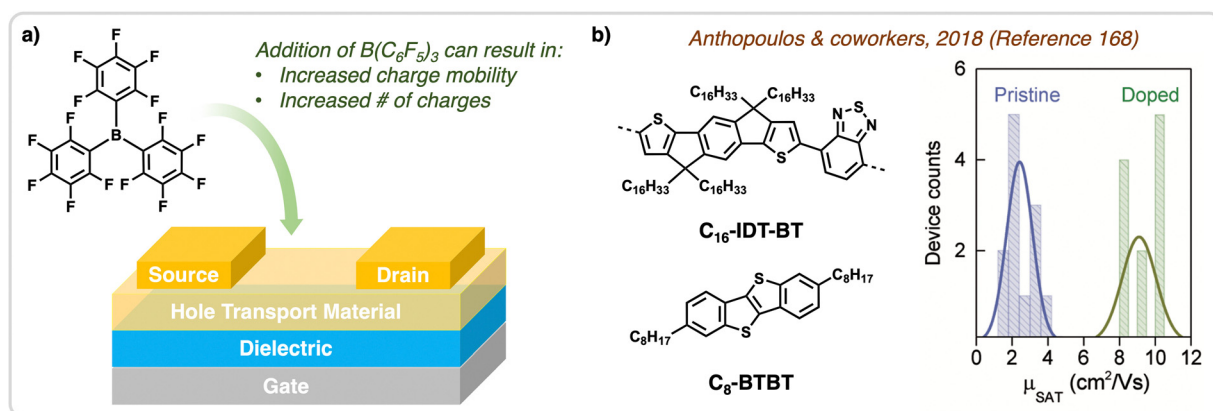 a)
Addition of B(C6F5)3 can result in:
• Increased charge mobility
• Increased # of charges
F
F
F
F
F
B
F
F
F
F
F
F
F
F
F
F
Source
Drain
Hole Transport Material
Dielectric
Gate
b)
Anthopoulos & coworkers, 2018 (Reference 168)
C16H33 C16H33
S
N S N
S
C16H33 C16H33
C16-IDT-BT
S
C8H17
C8H17
S
C8-BTBT
Pristine
Doped
Device counts
6
4
2
0 2 4 6 8 10 12
μSAT (cm²/Vs)